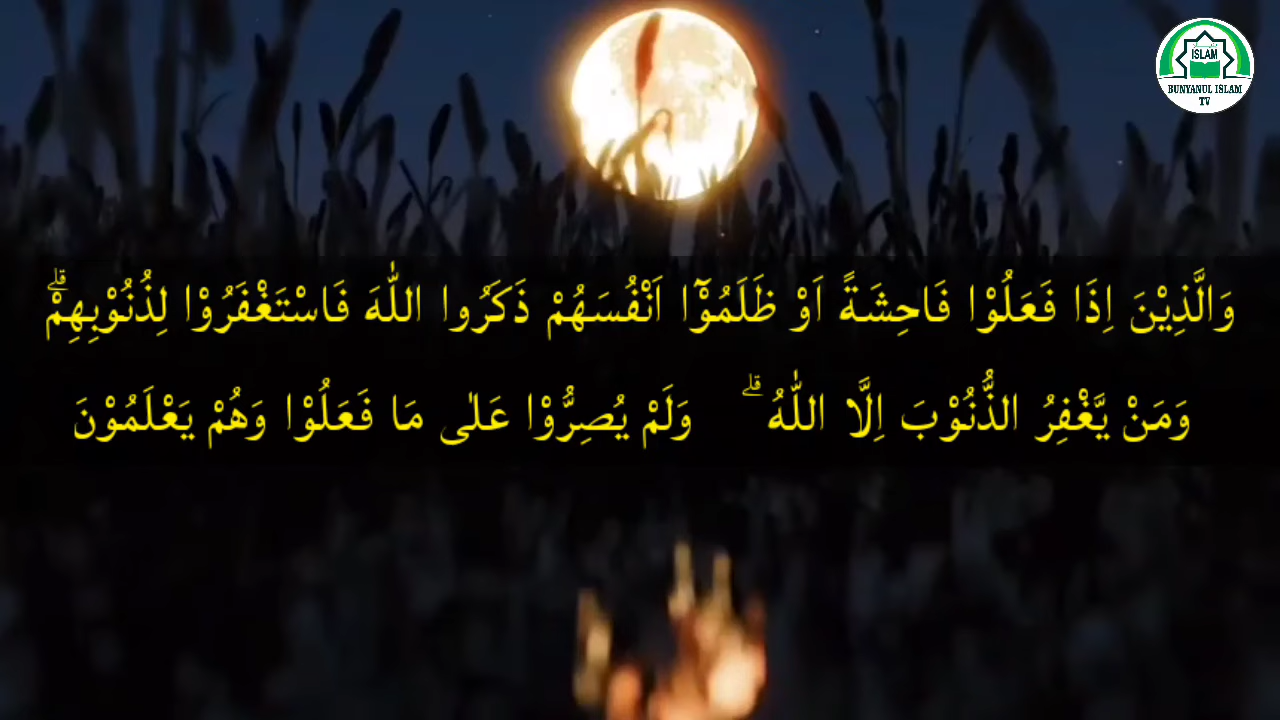 ISLAM
BUNYANUL ISLAM
TV
وَالَّذِيْنَ اِذَا فَعَلُوْا فَاحِشَةً اَوْ ظَلَمُوْٓا اَنْفُسَهُمْ ذَكَرُوا اللّٰهَ فَاسْتَغْفَرُوْا لِذُنُوْبِهِمْۗ
وَمَنْ يَّغْفِرُ الذُّنُوْبَ اِلَّا اللّٰهُ ۗ وَلَمْ يُصِرُّوْا عَلٰى مَا فَعَلُوْا وَهُمْ يَعْلَمُوْنَ